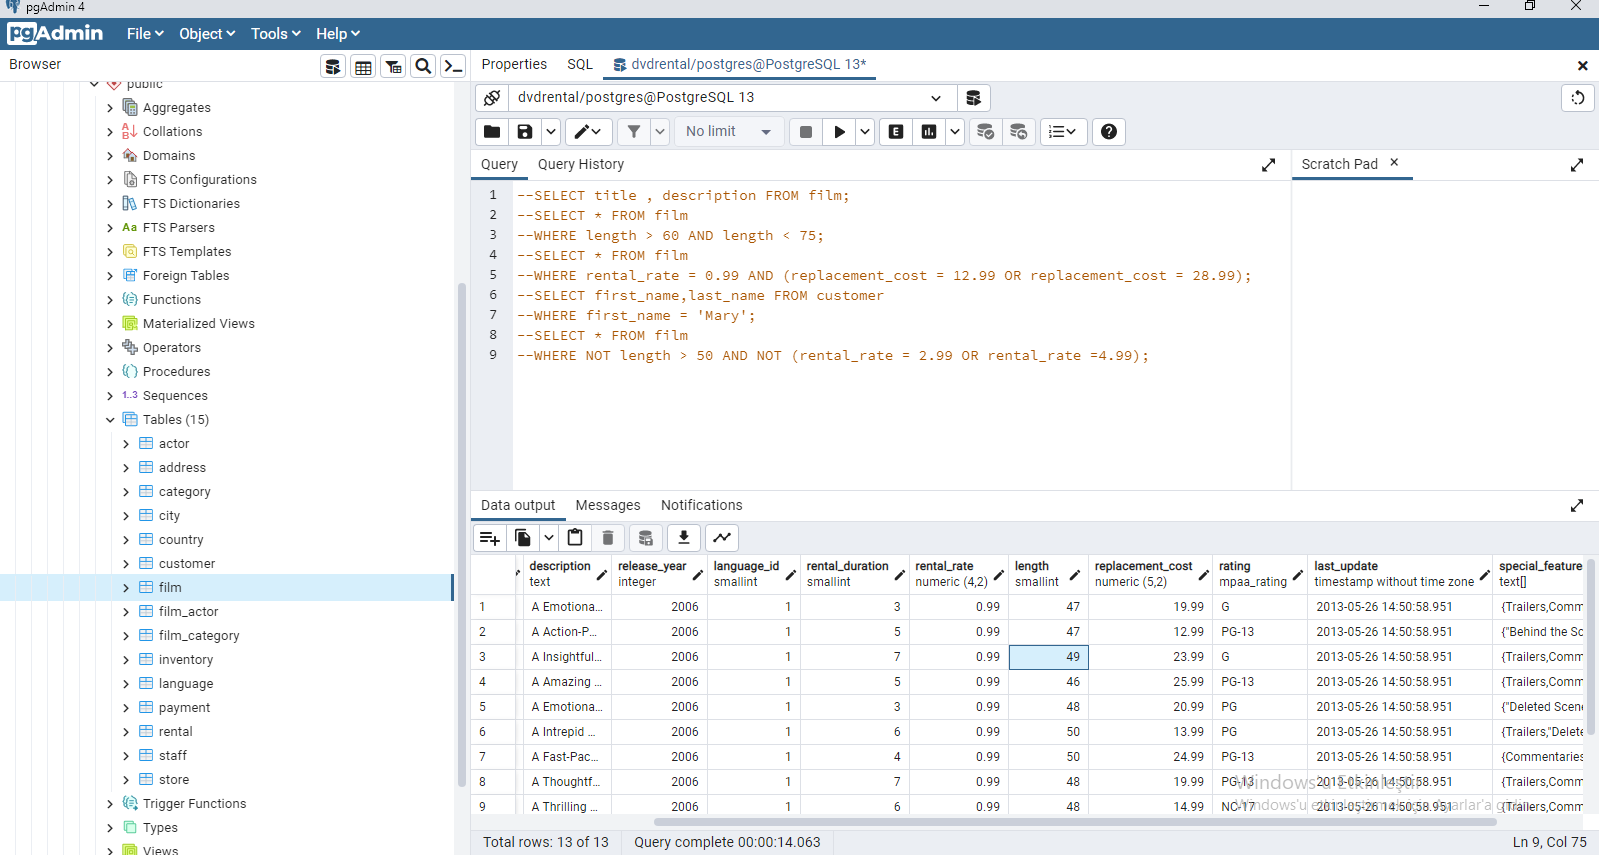 pgAdmin 4
pgAdmin File Object Tools Help
Browser
Properties SQL dvdrental/postgres@PostgreSQL 13*
dvdrental/postgres@PostgreSQL 13
No limit
E
Query Query History
Scratch Pad
public
Aggregates
Collations
Domains
FTS Configurations
FTS Dictionaries
Aa FTS Parsers
FTS Templates
Foreign Tables
Functions
Materialized Views
Operators
Procedures
1..3 Sequences
Tables (15)
actor
address
category
city
country
customer
film
film_actor
film_category
inventory
language
payment
rental
staff
store
Trigger Functions
Types
Views
1 --SELECT title , description FROM film;
2 --SELECT * FROM film
3 --WHERE length > 60 AND length < 75;
4 --SELECT * FROM film
5 --WHERE rental_rate = 0.99 AND (replacement_cost = 12.99 OR replacement_cost = 28.99);
6 --SELECT first_name,last_name FROM customer
7 --WHERE first_name = 'Mary';
8 --SELECT * FROM film
9 --WHERE NOT length > 50 AND NOT (rental_rate = 2.99 OR rental_rate =4.99);
Data output Messages Notifications
description release_year language_id rental_duration rental_rate length replacement_cost rating last_update special_feature
text integer smallint smallint numeric (4,2) smallint numeric (5,2) mpaa_rating timestamp without time zone text[]
1 A Emotiona... 2006 1 3 0.99 47 19.99 G 2013-05-26 14:50:58.951 {Trailers,Comm
2 A Action-P... 2006 1 5 0.99 47 12.99 PG-13 2013-05-26 14:50:58.951 {"Behind the Sc
3 A Insightful... 2006 1 7 0.99 49 23.99 G 2013-05-26 14:50:58.951 {Trailers,Comm
4 A Amazing ... 2006 1 5 0.99 46 25.99 PG-13 2013-05-26 14:50:58.951 {Trailers,Comm
5 A Emotiona... 2006 1 3 0.99 48 20.99 PG 2013-05-26 14:50:58.951 {"Deleted Scen
6 A Intrepid ... 2006 1 6 0.99 50 13.99 PG 2013-05-26 14:50:58.951 {Trailers,"Delete
7 A Fast-Pac... 2006 1 4 0.99 50 24.99 PG-13 2013-05-26 14:50:58.951 {Commentaries
8 A Thoughtf... 2006 1 7 0.99 48 19.99 PG-13 2013-05-26 14:50:58.951 {Trailers,Comm
9 A Thrilling ... 2006 1 6 0.99 48 14.99 NC-17 2013-05-26 14:50:58.951 {Trailers,Comm
Windows'u Etkinleştir
Windows'u etkinleştirmek için Ayarlar'a
Total rows: 13 of 13 Query complete 00:00:14.063
Ln 9, Col 75